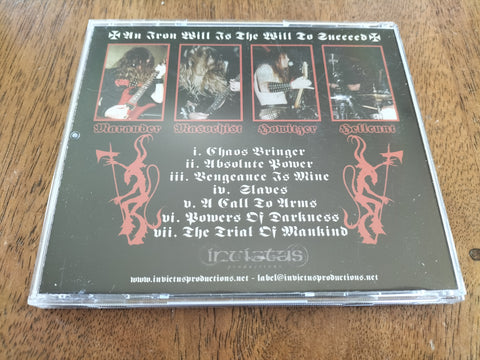 An Iron Will Is The Will To Succeed
Marauder Masochist Howitzer Hellcunt
i. Chaos Bringer
ii. Absolute Power
iii. Vengeance Is Mine
iv. Slaves
v. A Call To Arms
vi. Powers Of Darkness
vii. The Trial Of Mankind
invictus
productions
www.invictusproductions.net - label@invictusproductions.net